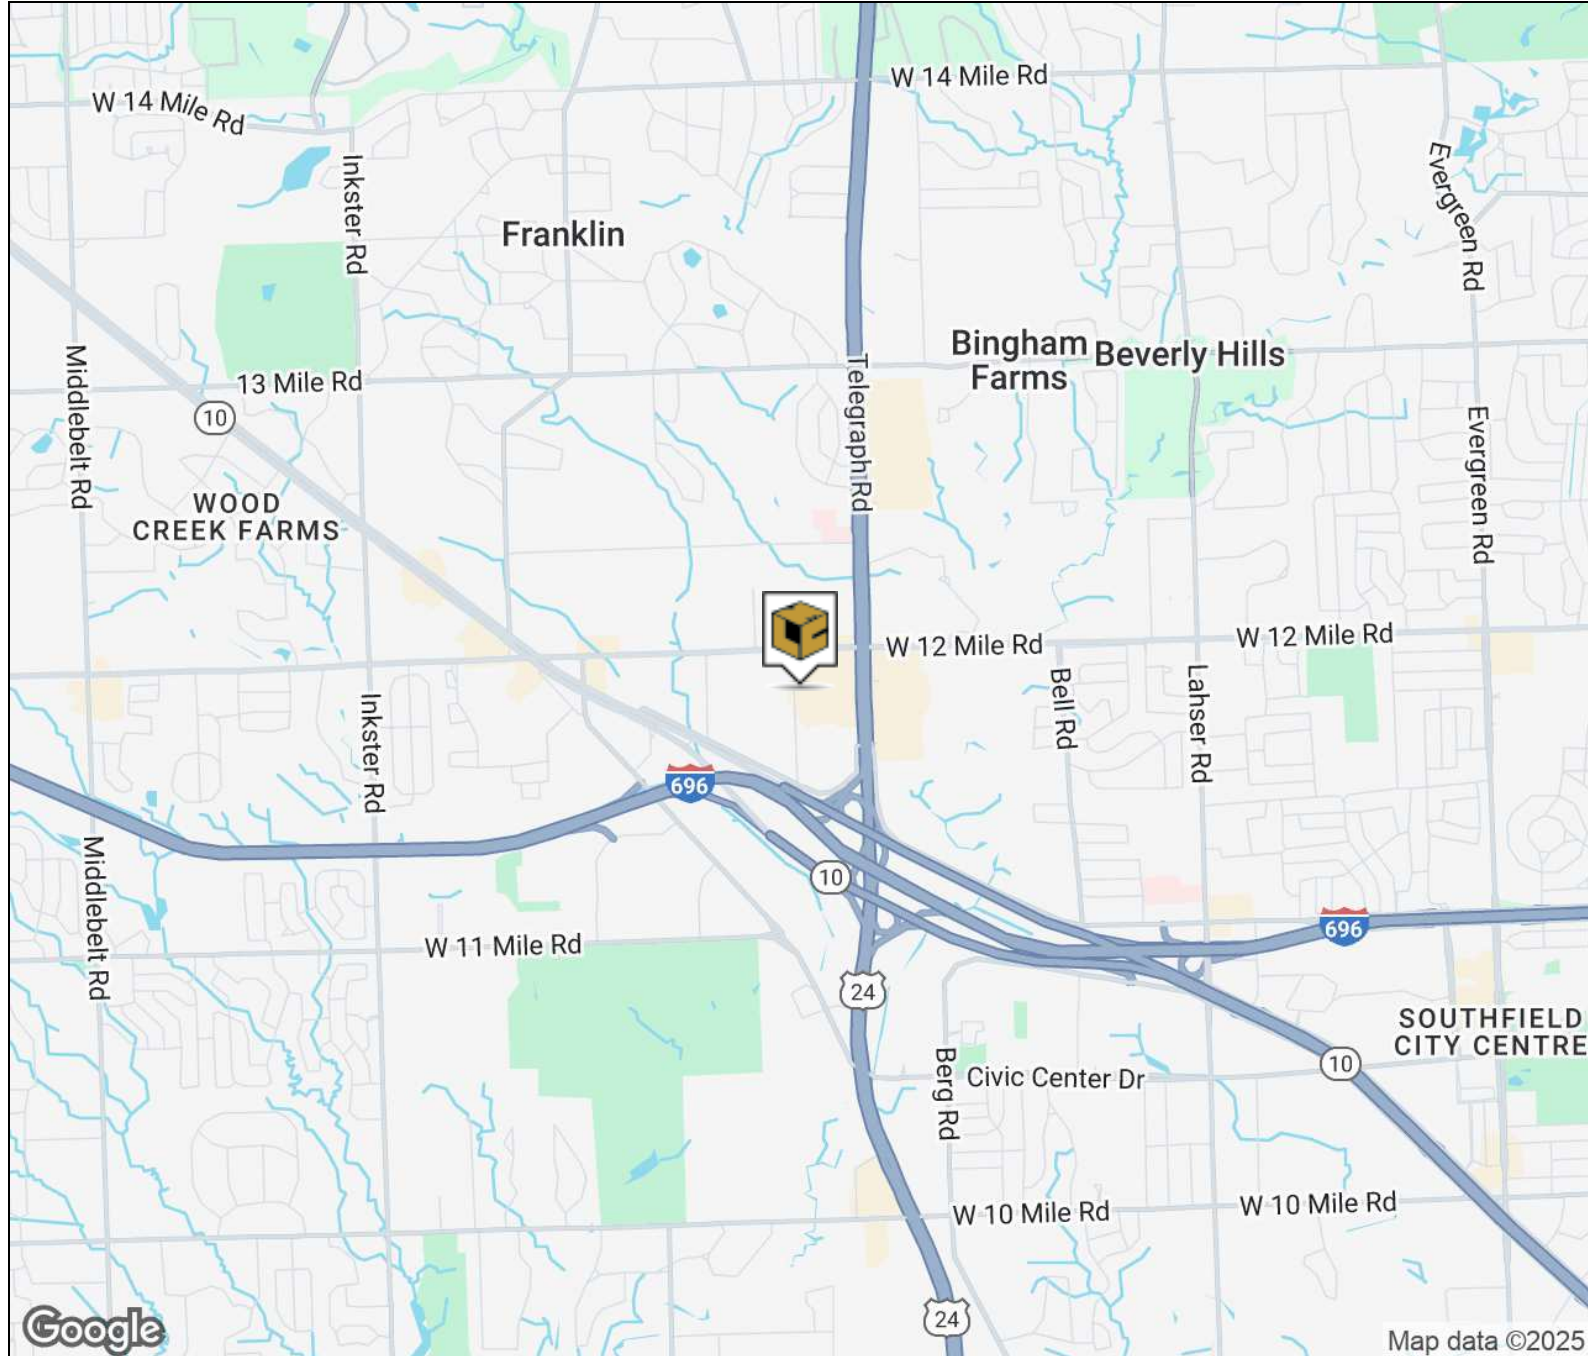 W 14 Mile Rd
W 14 Mile Rd
Inkster Rd
Evergreen Rd
Franklin
Bingham
Farms
Beverly Hills
Middlebelt Rd
13 Mile Rd
Telegraph Rd
10
Evergreen Rd
WOOD
CREEK FARMS
W 12 Mile Rd
W 12 Mile Rd
Inkster Rd
Bell Rd
Lahser Rd
696
Middlebelt Rd
10
696
W 11 Mile Rd
24
SOUTHFIELD
CITY CENTRE
Berg Rd
Civic Center Dr
10
W 10 Mile Rd
W 10 Mile Rd
24
Google
Map data ©2025